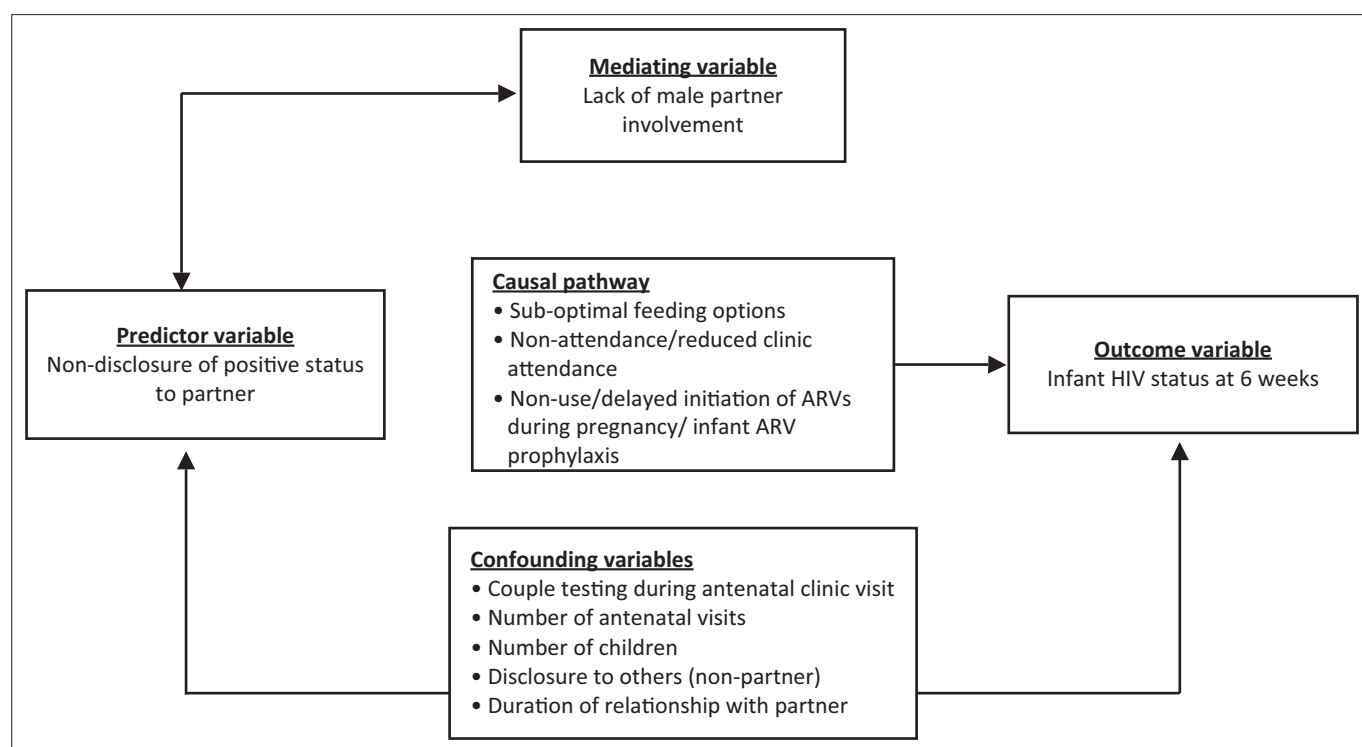 Mediating variable
Lack of male partner
involvement
Causal pathway
• Sub-optimal feeding options
• Non-attendance/reduced clinic
attendance
• Non-use/delayed initiation of ARVs
during pregnancy/ infant ARV
prophylaxis
Predictor variable
Non-disclosure of positive status
to partner
Outcome variable
Infant HIV status at 6 weeks
Confounding variables
• Couple testing during antenatal clinic visit
• Number of antenatal visits
• Number of children
• Disclosure to others (non-partner)
• Duration of relationship with partner